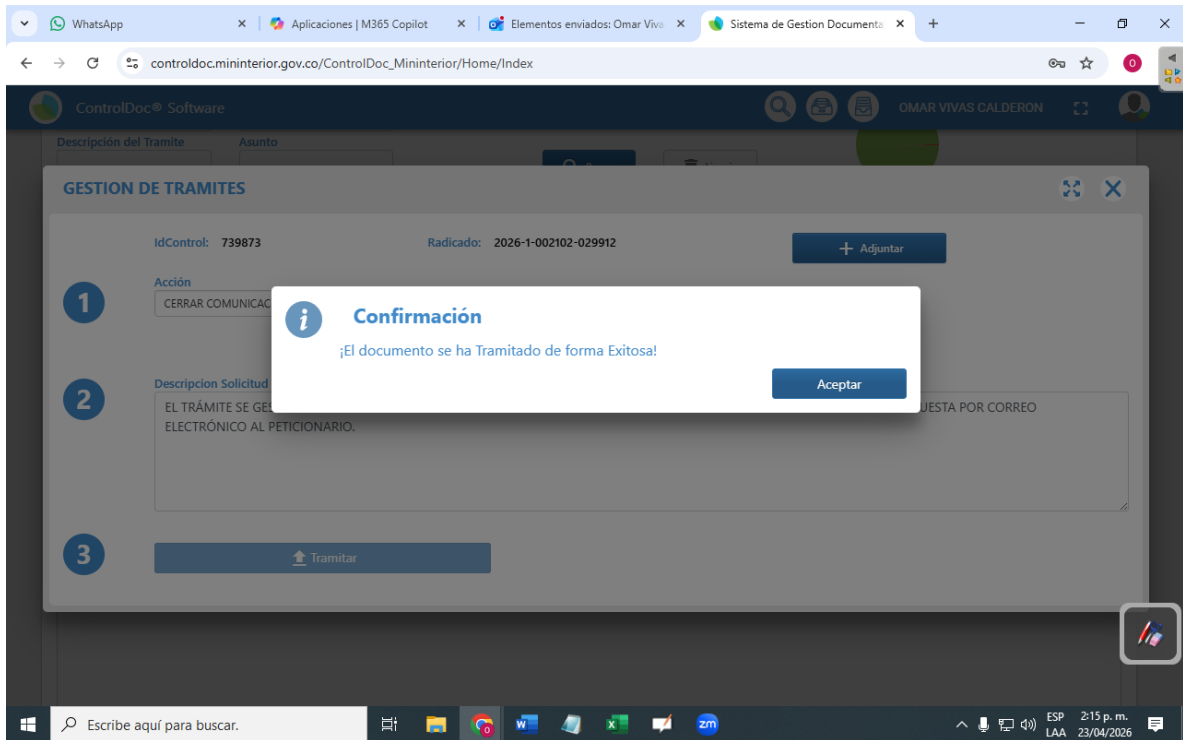 WhatsApp
Aplicaciones | M365 Copilot
Elementos enviados: Omar Viva
Sistema de Gestion Documenta
controldoc.mininterior.gov.co/ControlDoc_Mininterior/Home/Index
O
ControlDoc® Software
OMAR VIVAS CALDERON
Descripción del Tramite Asunto
GESTION DE TRAMITES
IdControl: 739873 Radicado: 2026-1-002102-029912
Adjuntar
1
Acción
CERRAR COMUNICAC
Confirmación
¡El documento se ha Tramitado de forma Exitosa!
Aceptar
2
Descripcion Solicitud
EL TRÁMITE SE GES UESTA POR CORREO
ELECTRÓNICO AL PETICIONARIO.
3
Tramitar
Escribe aquí para buscar.
zm
ESP 2:15 p. m.
LAA 23/04/2026